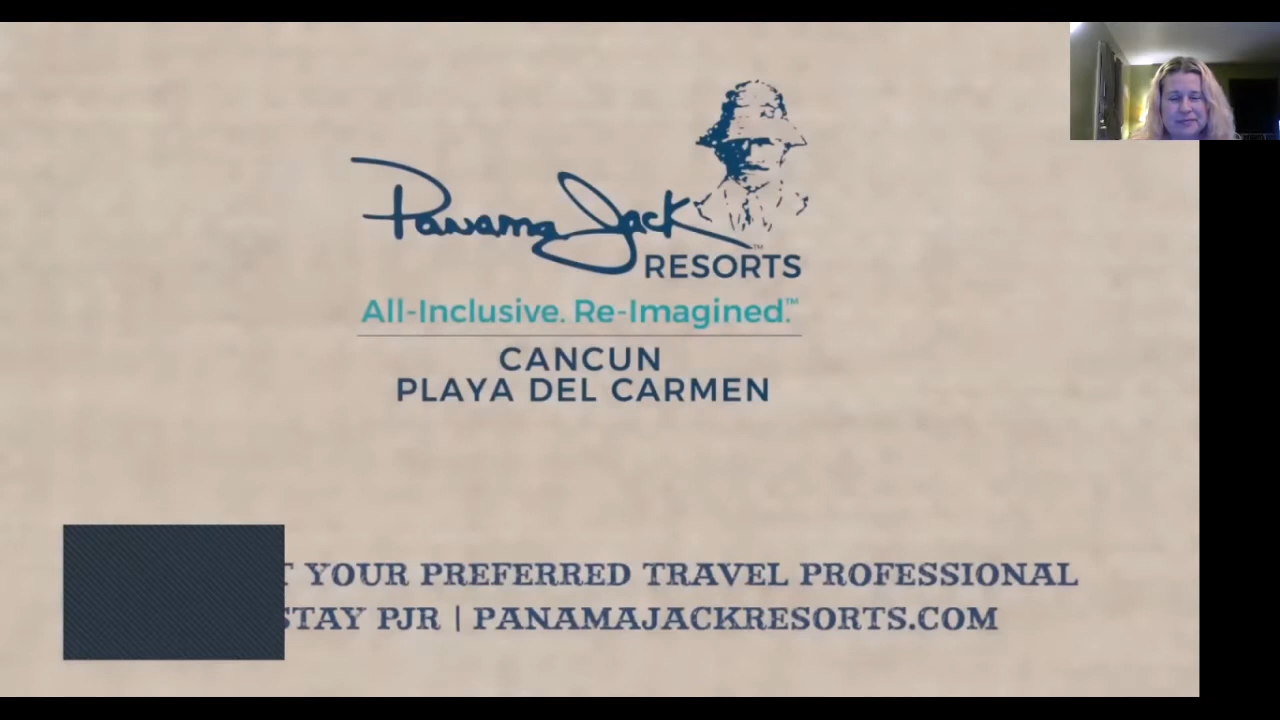 Panama Jack
™
RESORTS
All-Inclusive. Re-Imagined.™
CANCUN
PLAYA DEL CARMEN
YOUR PREFERRED TRAVEL PROFESSIONAL
STAY PJR | PANAMAJACKRESORTS.COM